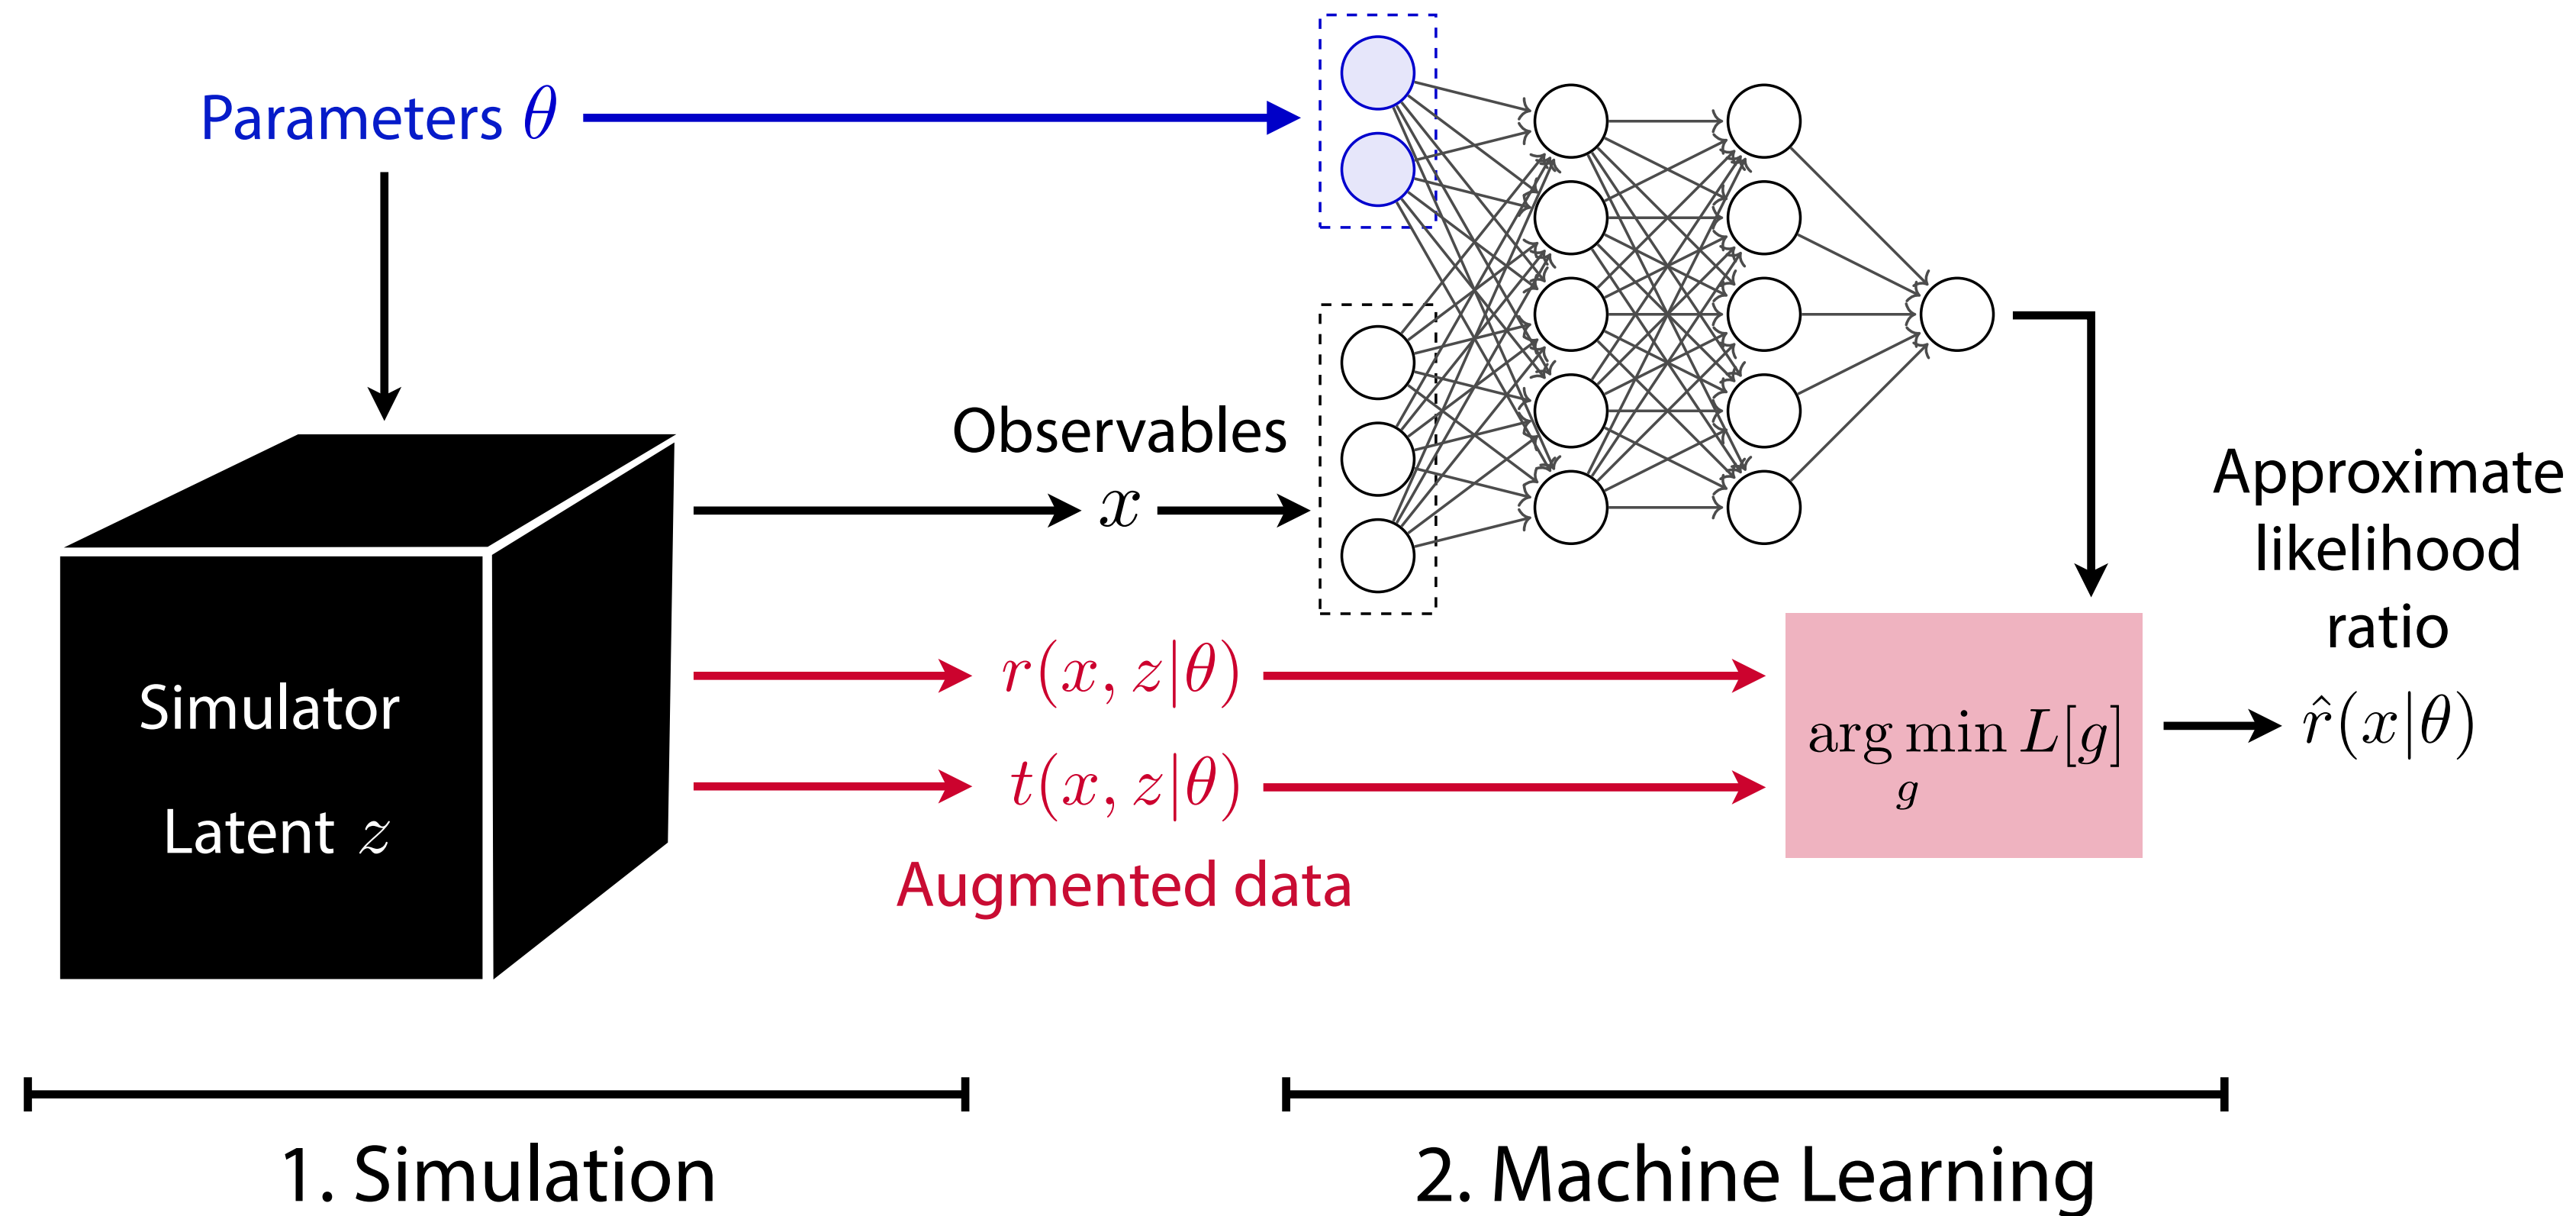 Parameters θ
Observables
x
Simulator
Latent z
r(x, z|θ)
t(x, z|θ)
Augmented data
arg min L[g]
g
Approximate
likelihood
ratio
r̂(x|θ)
1. Simulation
2. Machine Learning